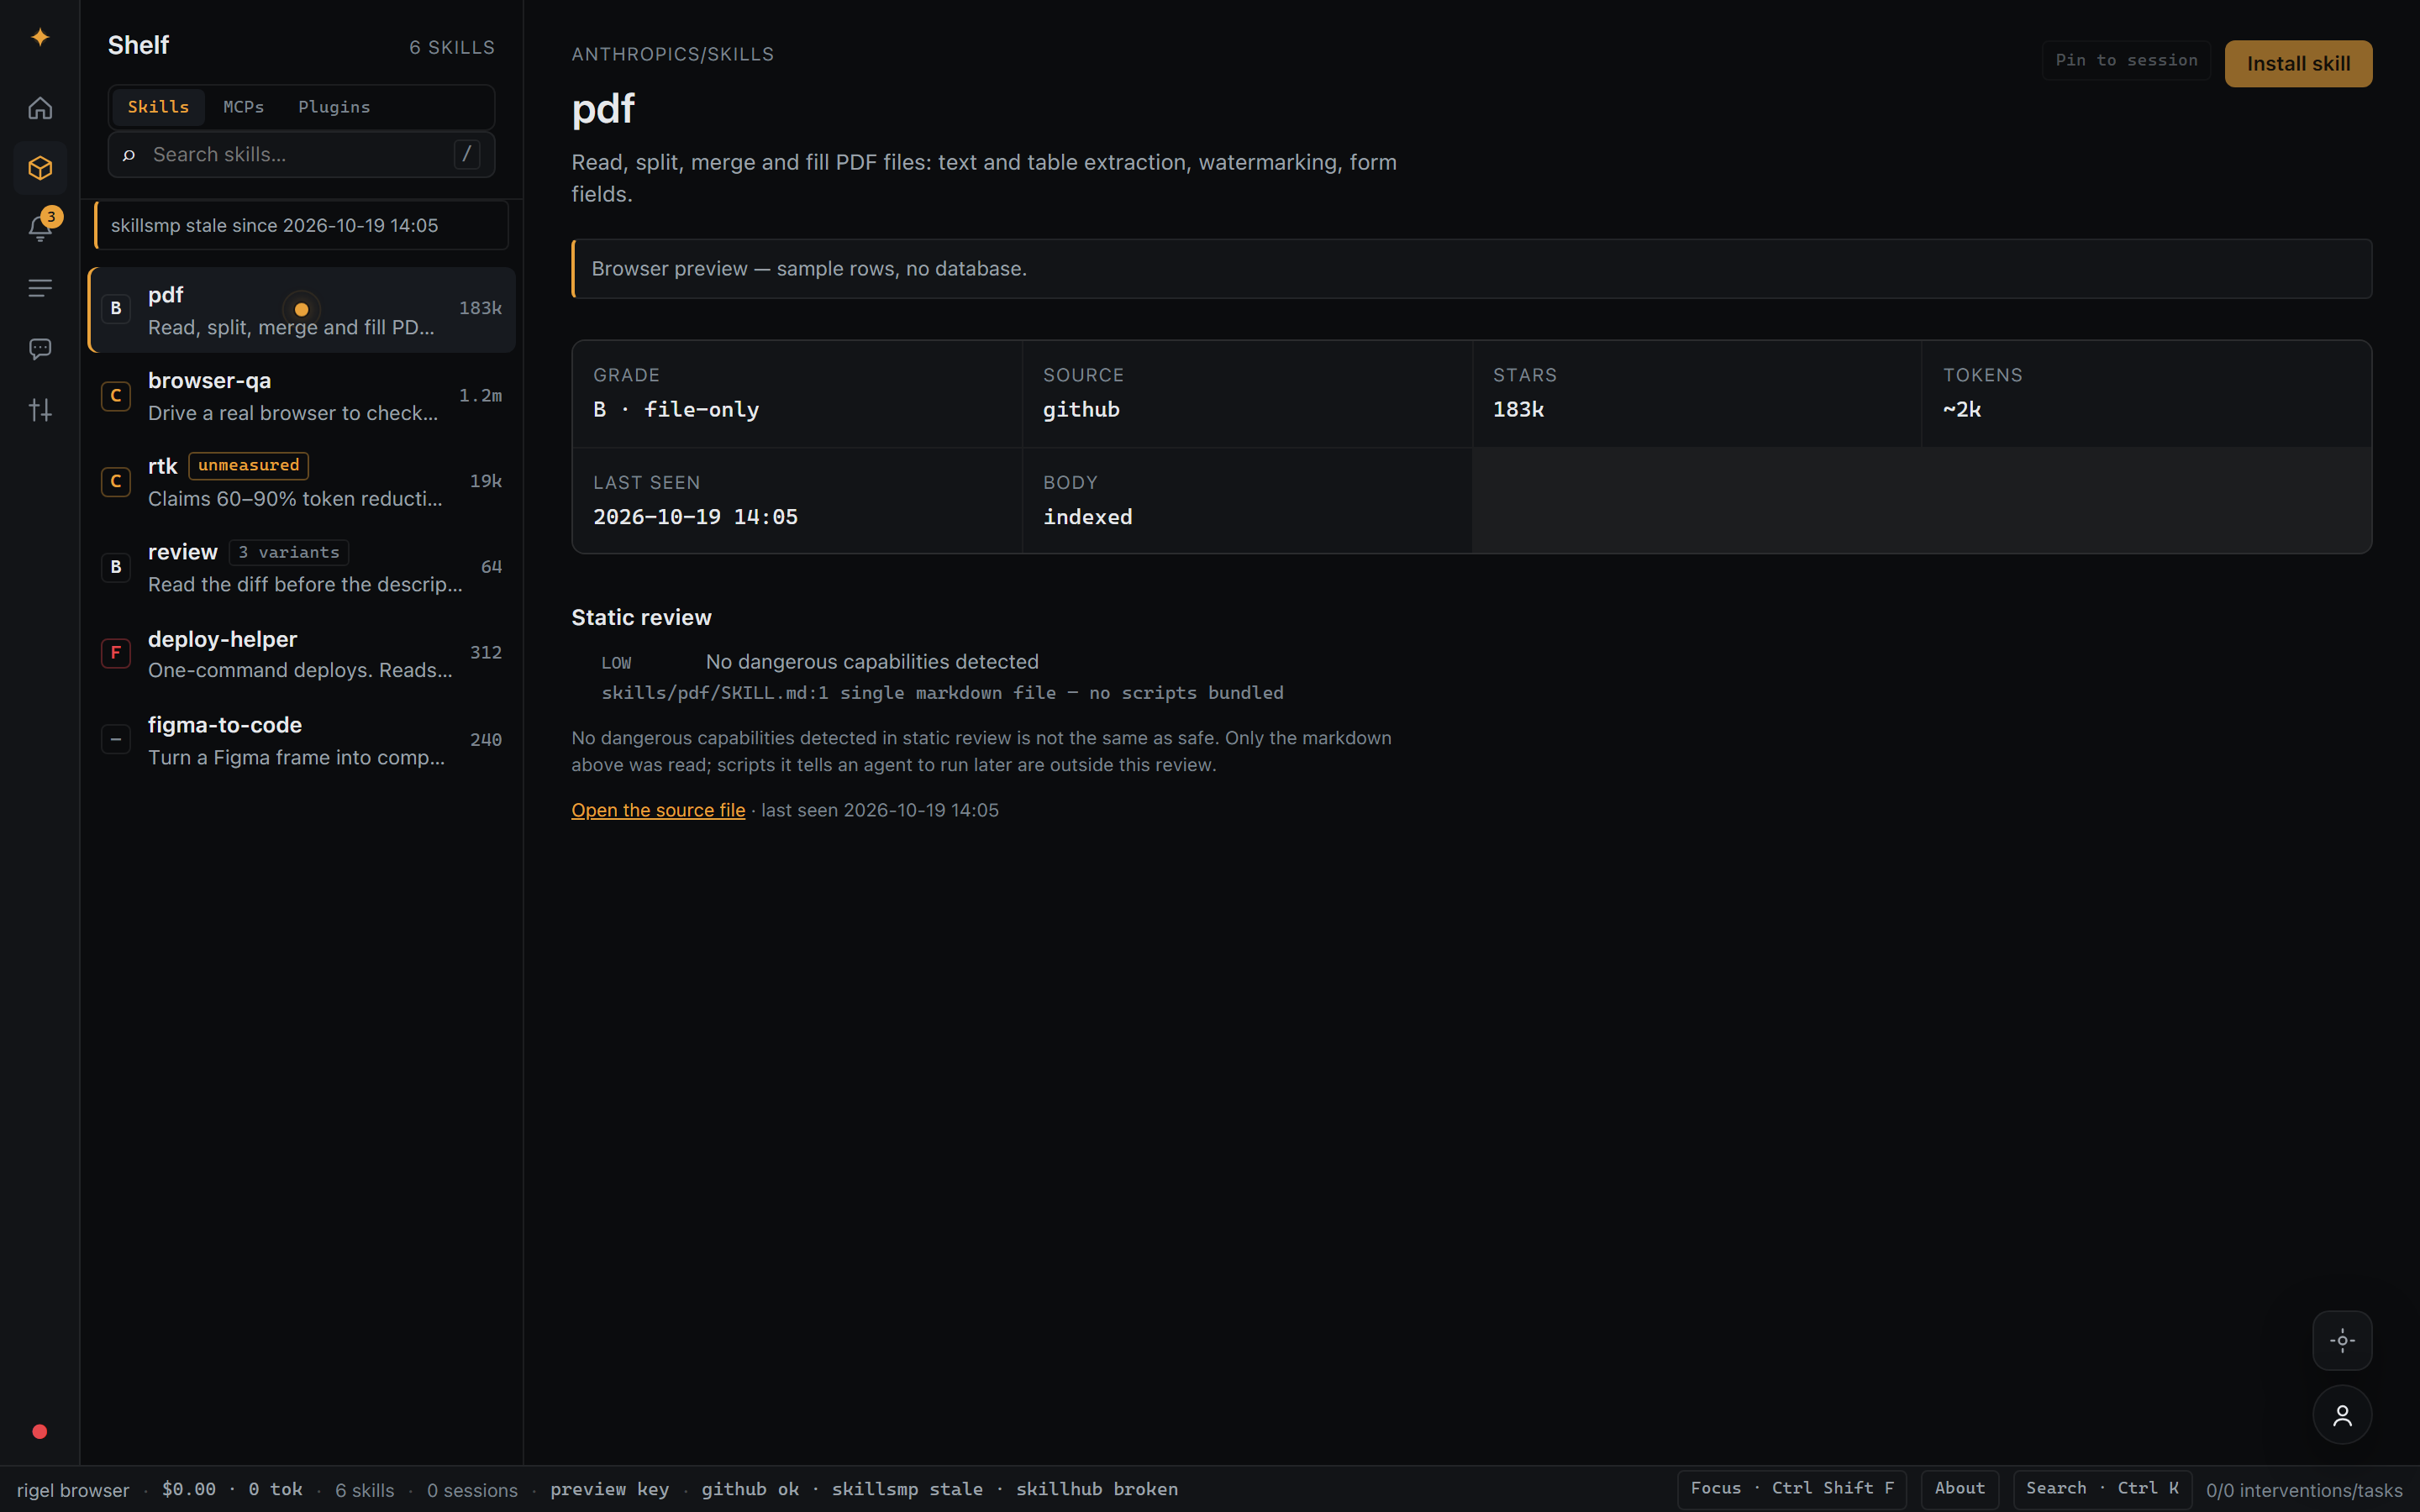 Shelf
6 SKILLS
Skills
MCPs
Plugins
Search skills...
/
3
skillsmp stale since 2026-10-19 14:05
B
pdf
183k
Read, split, merge and fill PD...
C
browser-qa
1.2m
Drive a real browser to check...
C
rtk
unmeasured
19k
Claims 60–90% token reducti...
B
review
3 variants
64
Read the diff before the descrip...
F
deploy-helper
312
One-command deploys. Reads...
–
figma-to-code
240
Turn a Figma frame into comp...
ANTHROPICS/SKILLS
Pin to session
Install skill
pdf
Read, split, merge and fill PDF files: text and table extraction, watermarking, form
fields.
Browser preview — sample rows, no database.
GRADE
B · file-only
SOURCE
github
STARS
183k
TOKENS
~2k
LAST SEEN
2026-10-19 14:05
BODY
indexed
Static review
LOW
No dangerous capabilities detected
skills/pdf/SKILL.md:1 single markdown file — no scripts bundled
No dangerous capabilities detected in static review is not the same as safe. Only the markdown
above was read; scripts it tells an agent to run later are outside this review.
Open the source file · last seen 2026-10-19 14:05
rigel browser · $0.00 · 0 tok · 6 skills · 0 sessions · preview key · github ok · skillsmp stale · skillhub broken
Focus · Ctrl Shift F
About
Search · Ctrl K
0/0 interventions/tasks